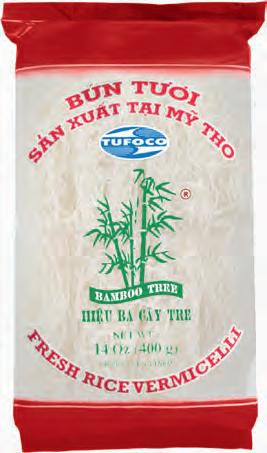 BÚN TƯƠI
SẢN XUẤT TẠI MỸ THO
TUFOCO
®
BAMBOO TREE
HIỆU BA CÂY TRE
NET WT:
14 Oz (400 g)
FRESH RICE VERMICELLI